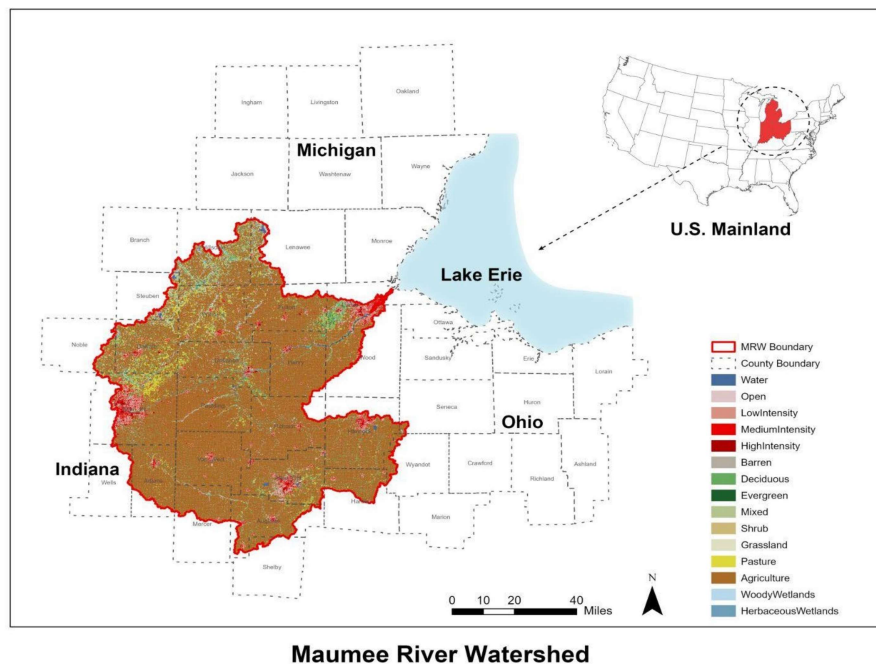 Ingham
Livingston
Oakland
Michigan
Jackson
Washtenaw
Wayne
U.S. Mainland
Branch
Lenawee
Monroe
Lake Erie
Steuben
Noble
Ottawa
Sandusky
Erie
Lorain
Seneca
Huron
Ohio
Indiana
Wells
Adams
Wyandot
Crawford
Richland
Ashland
Mercer
Marion
Shelby
MRW Boundary
County Boundary
Water
Open
LowIntensity
MediumIntensity
HighIntensity
Barren
Deciduous
Evergreen
Mixed
Shrub
Grassland
Pasture
Agriculture
WoodyWetlands
HerbaceousWetlands
N
0 10 20 40
Miles
Maumee River Watershed